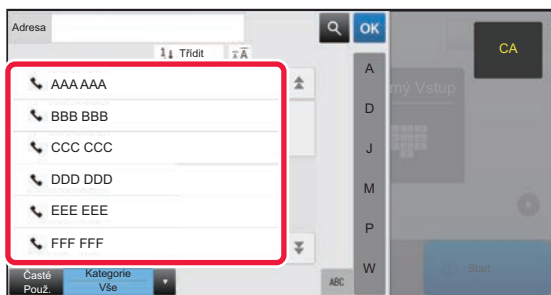 Adresa
OK
CA
1↓ Třídit
A
AAA AAA
mý Vstup
BBB BBB
D
CCC CCC
J
DDD DDD
M
EEE EEE
P
FFF FFF
W
Časté
Použ.
Kategorie
Vše
ABC
Start